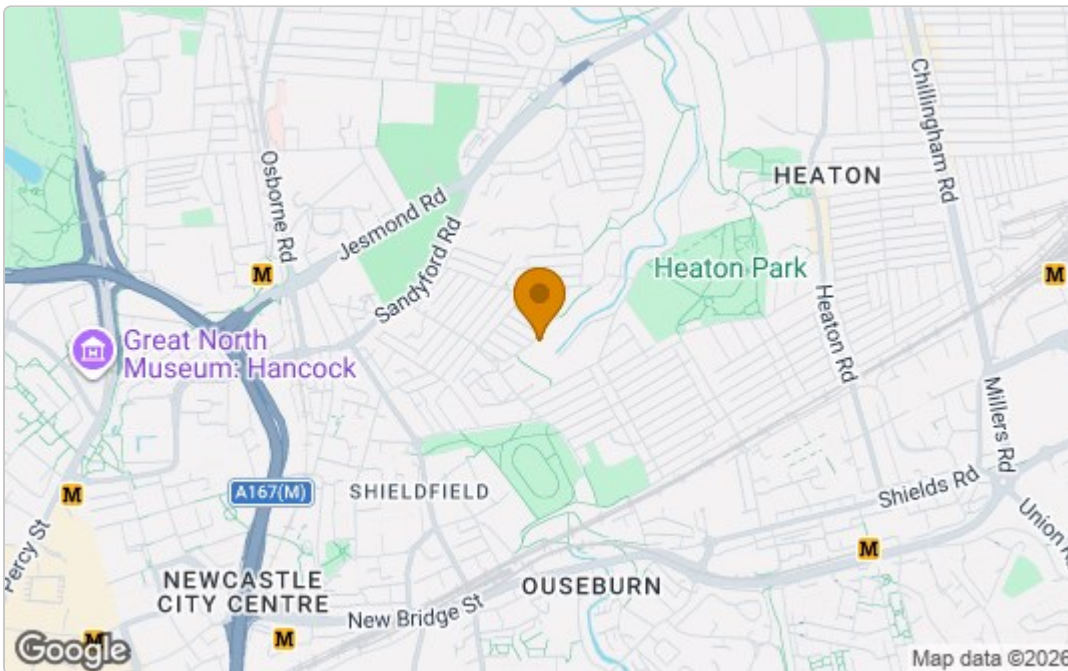 Osborne Rd
Jesmond Rd
Sandyford Rd
Chillingham Rd
HEATON
Heaton Park
Heaton Rd
M
M
Great North
Museum: Hancock
Millers Rd
A167(M)
SHIELDFIELD
M
Shields Rd
Percy St
M
Union
NEWCASTLE
CITY CENTRE
OUSEBURN
New Bridge St
M
M
Google
Map data ©2026